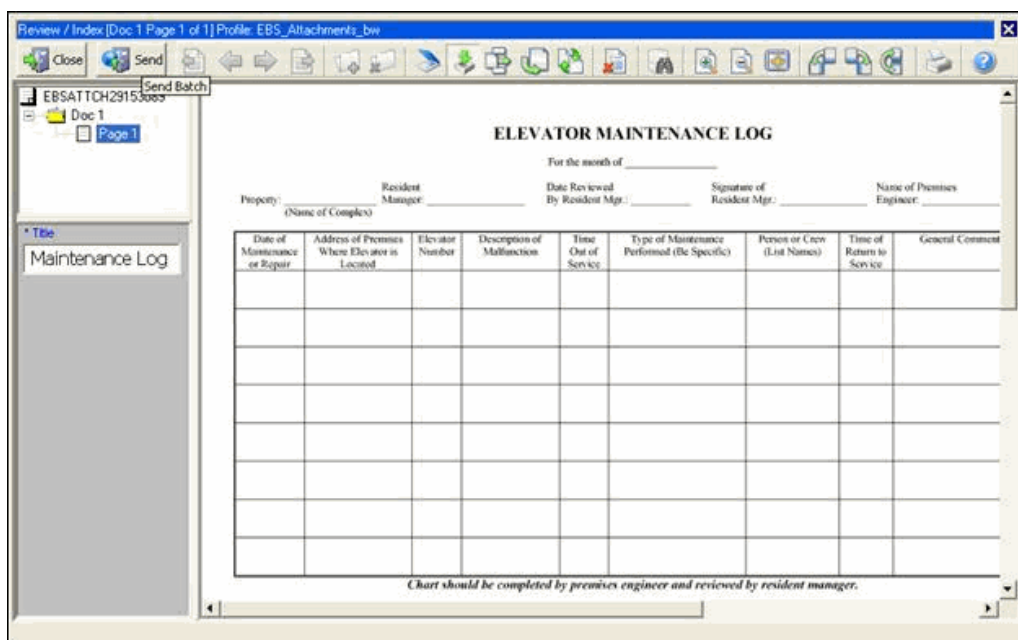 Review / Index [Doc 1 Page 1 of 1] Profile: EBS_Attachments_bw
Close Send
Send Batch
EBSATTCH29153089
Doc 1
Page 1
* Title
Maintenance Log
ELEVATOR MAINTENANCE LOG
For the month of
Resident Date Reviewed Signature of Name of Premises
Property: Manager: By Resident Mgr.: Resident Mgr.: Engineer:
(Name of Complex)
Date of Address of Premises Elevator Description of Time Type of Maintenance Person or Crew Time of General Comment
Maintenance Where Elevator is Number Malfunction Out of Performed (Be Specific) (List Names) Return to
or Repair Located Service Service
Chart should be completed by premises engineer and reviewed by resident manager.